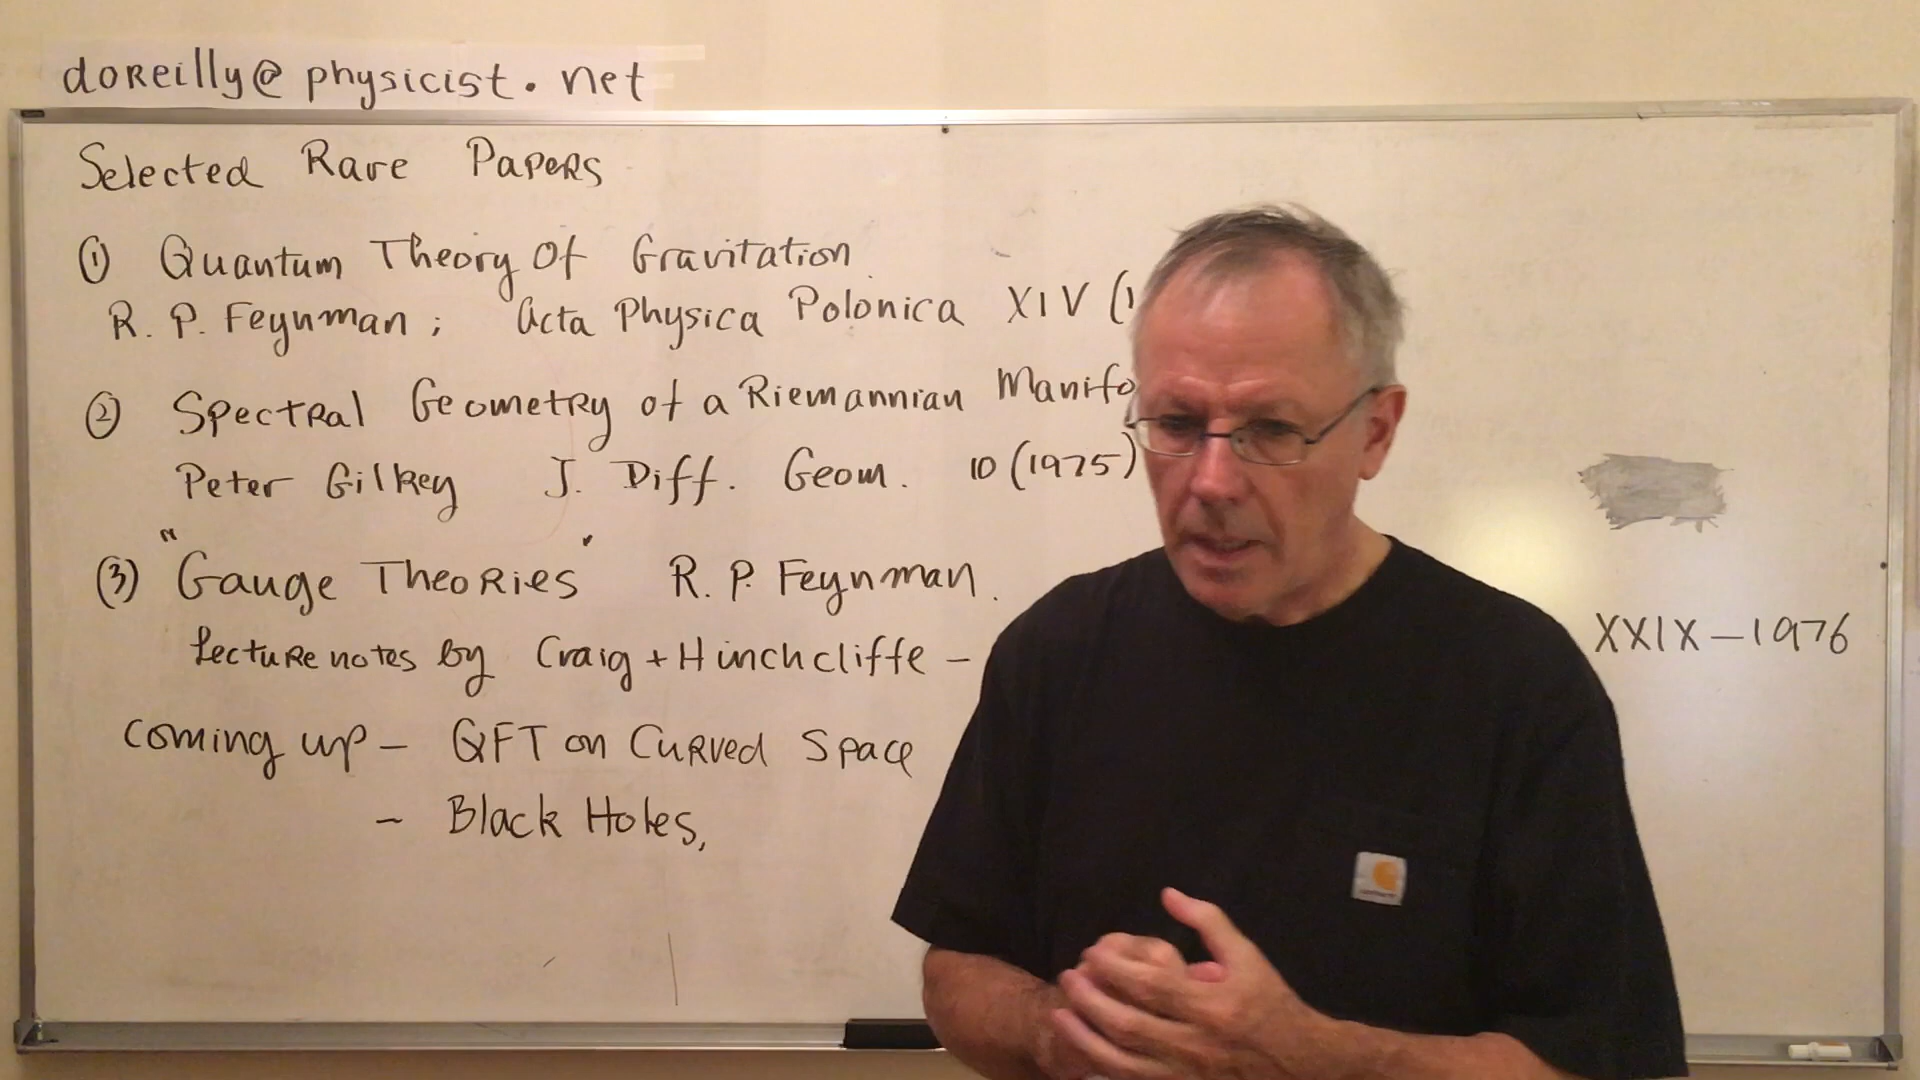 doreilly@physicist.net
Selected Rare Papers
① Quantum Theory Of Gravitation
R. P. Feynman; Acta Physica Polonica XIV (1
② Spectral Geometry of a Riemannian Manifo
Peter Gilkey J. Diff. Geom. 10 (1975)
(3) "Gauge Theories" R. P. Feynman.
Lecture notes by Craig + Hinchcliffe – XXIX – 1976
Coming up – QFT on Curved Space
– Black Holes,